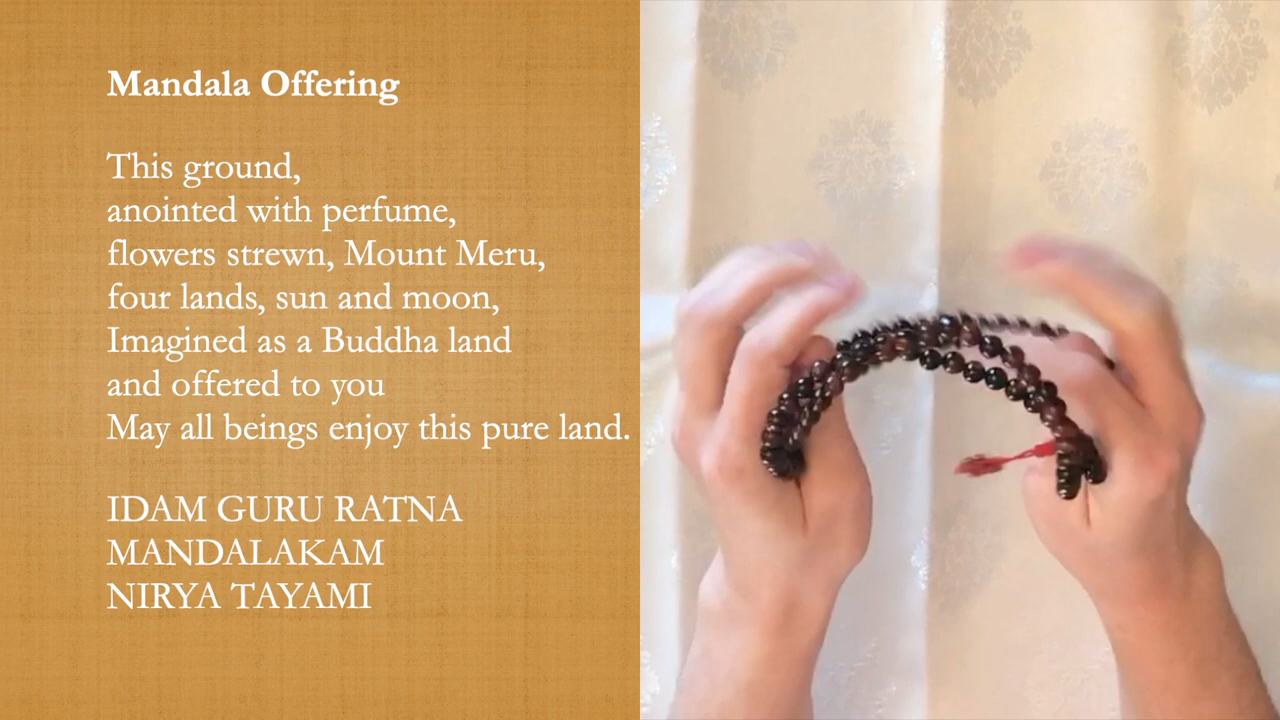 Mandala Offering
This ground,
anointed with perfume,
flowers strewn, Mount Meru,
four lands, sun and moon,
Imagined as a Buddha land
and offered to you
May all beings enjoy this pure land.
IDAM GURU RATNA
MANDALAKAM
NIRYA TAYAMI